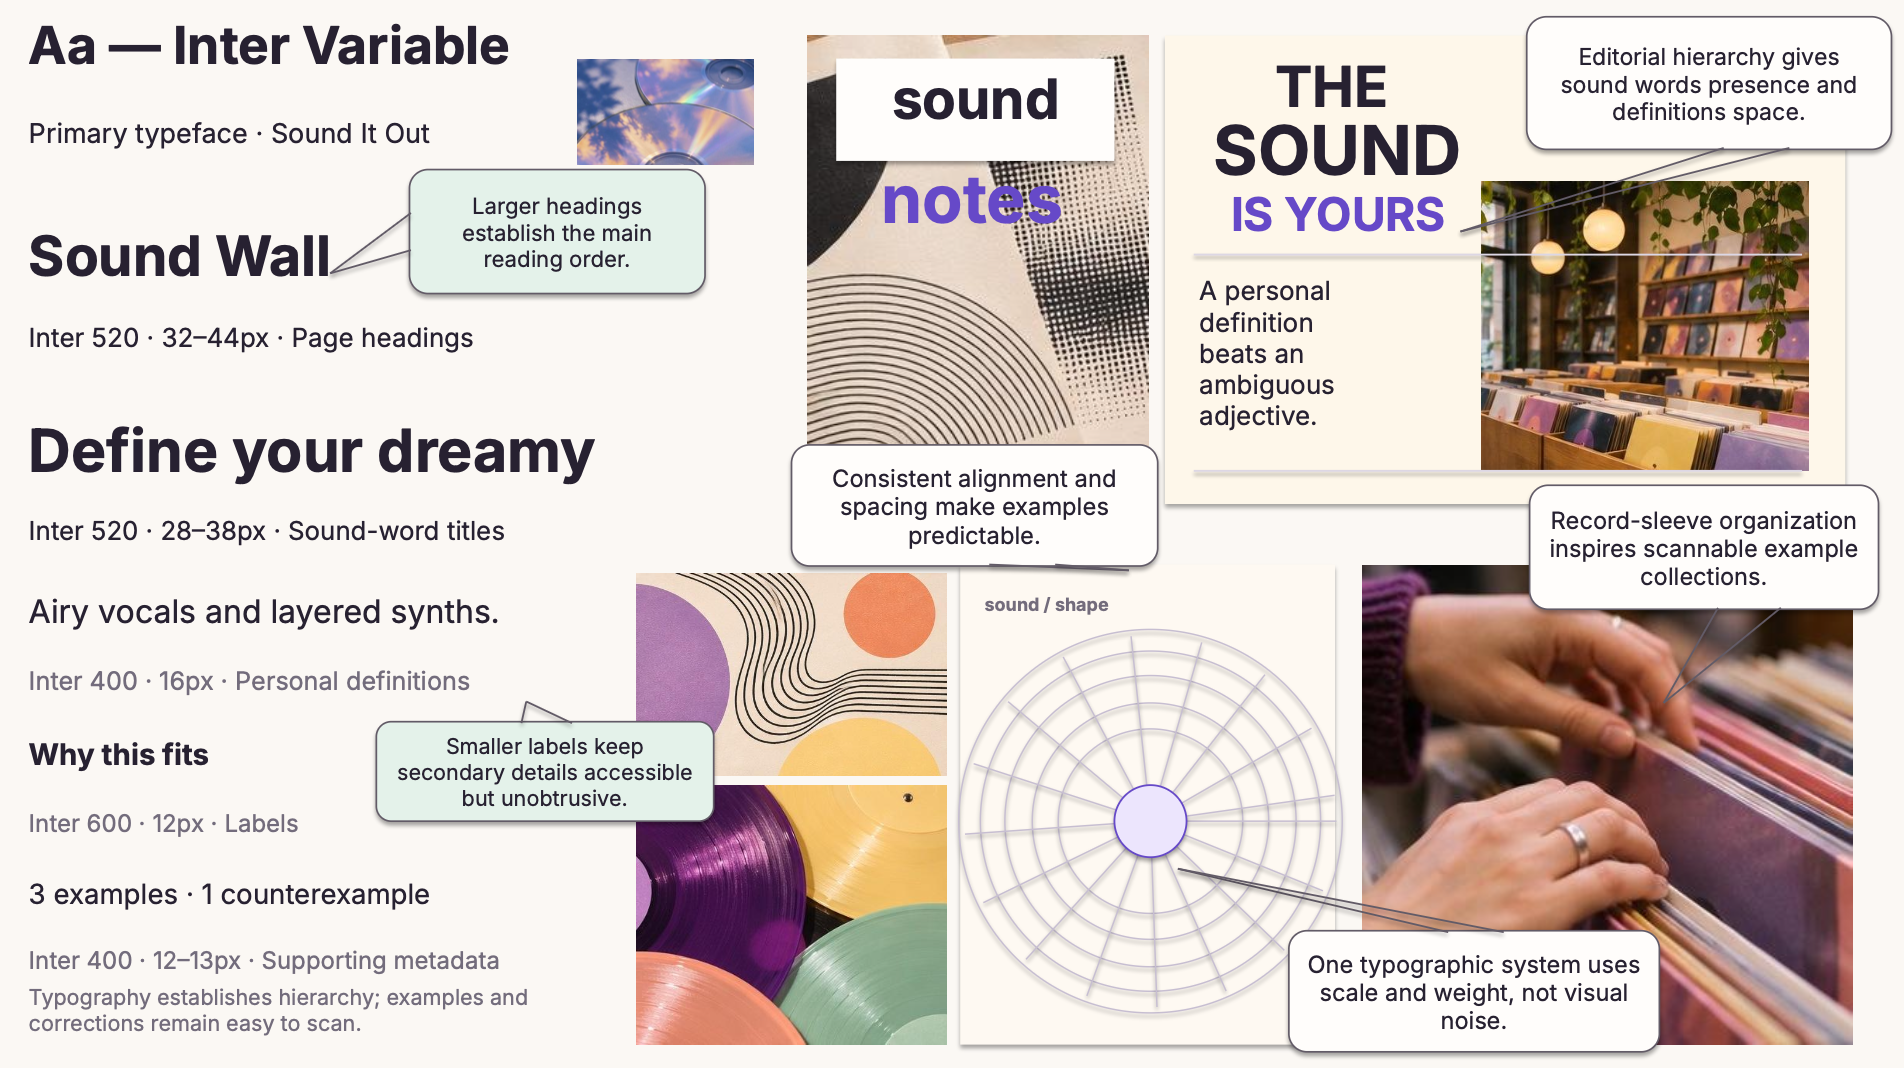 Aa — Inter Variable
Primary typeface · Sound It Out
Larger headings
establish the main
reading order.
Sound Wall
Inter 520 · 32–44px · Page headings
Define your dreamy
Inter 520 · 28–38px · Sound-word titles
Airy vocals and layered synths.
Inter 400 · 16px · Personal definitions
Smaller labels keep
secondary details accessible
but unobtrusive.
Why this fits
Inter 600 · 12px · Labels
3 examples · 1 counterexample
Inter 400 · 12–13px · Supporting metadata
Typography establishes hierarchy; examples and
corrections remain easy to scan.
sound
notes
Consistent alignment and
spacing make examples
predictable.
THE
SOUND
IS YOURS
A personal
definition
beats an
ambiguous
adjective.
Editorial hierarchy gives
sound words presence and
definitions space.
Record-sleeve organization
inspires scannable example
collections.
sound / shape
One typographic system uses
scale and weight, not visual
noise.